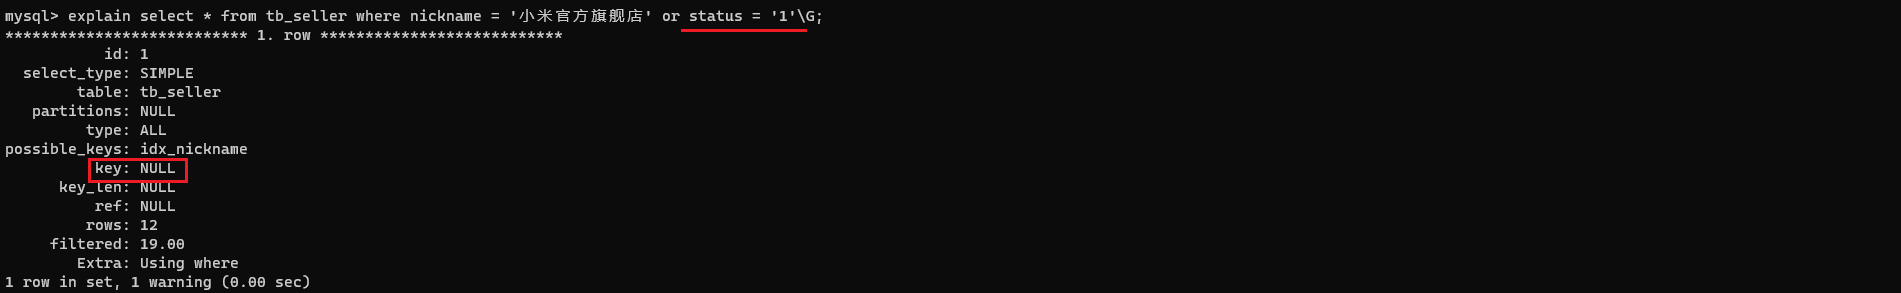 mysql> explain select * from tb_seller where nickname = '小米官方旗舰店' or status = '1'\G;
*************************** 1. row ***************************
id: 1
select_type: SIMPLE
table: tb_seller
partitions: NULL
type: ALL
possible_keys: idx_nickname
key: NULL
key_len: NULL
ref: NULL
rows: 12
filtered: 19.00
Extra: Using where
1 row in set, 1 warning (0.00 sec)